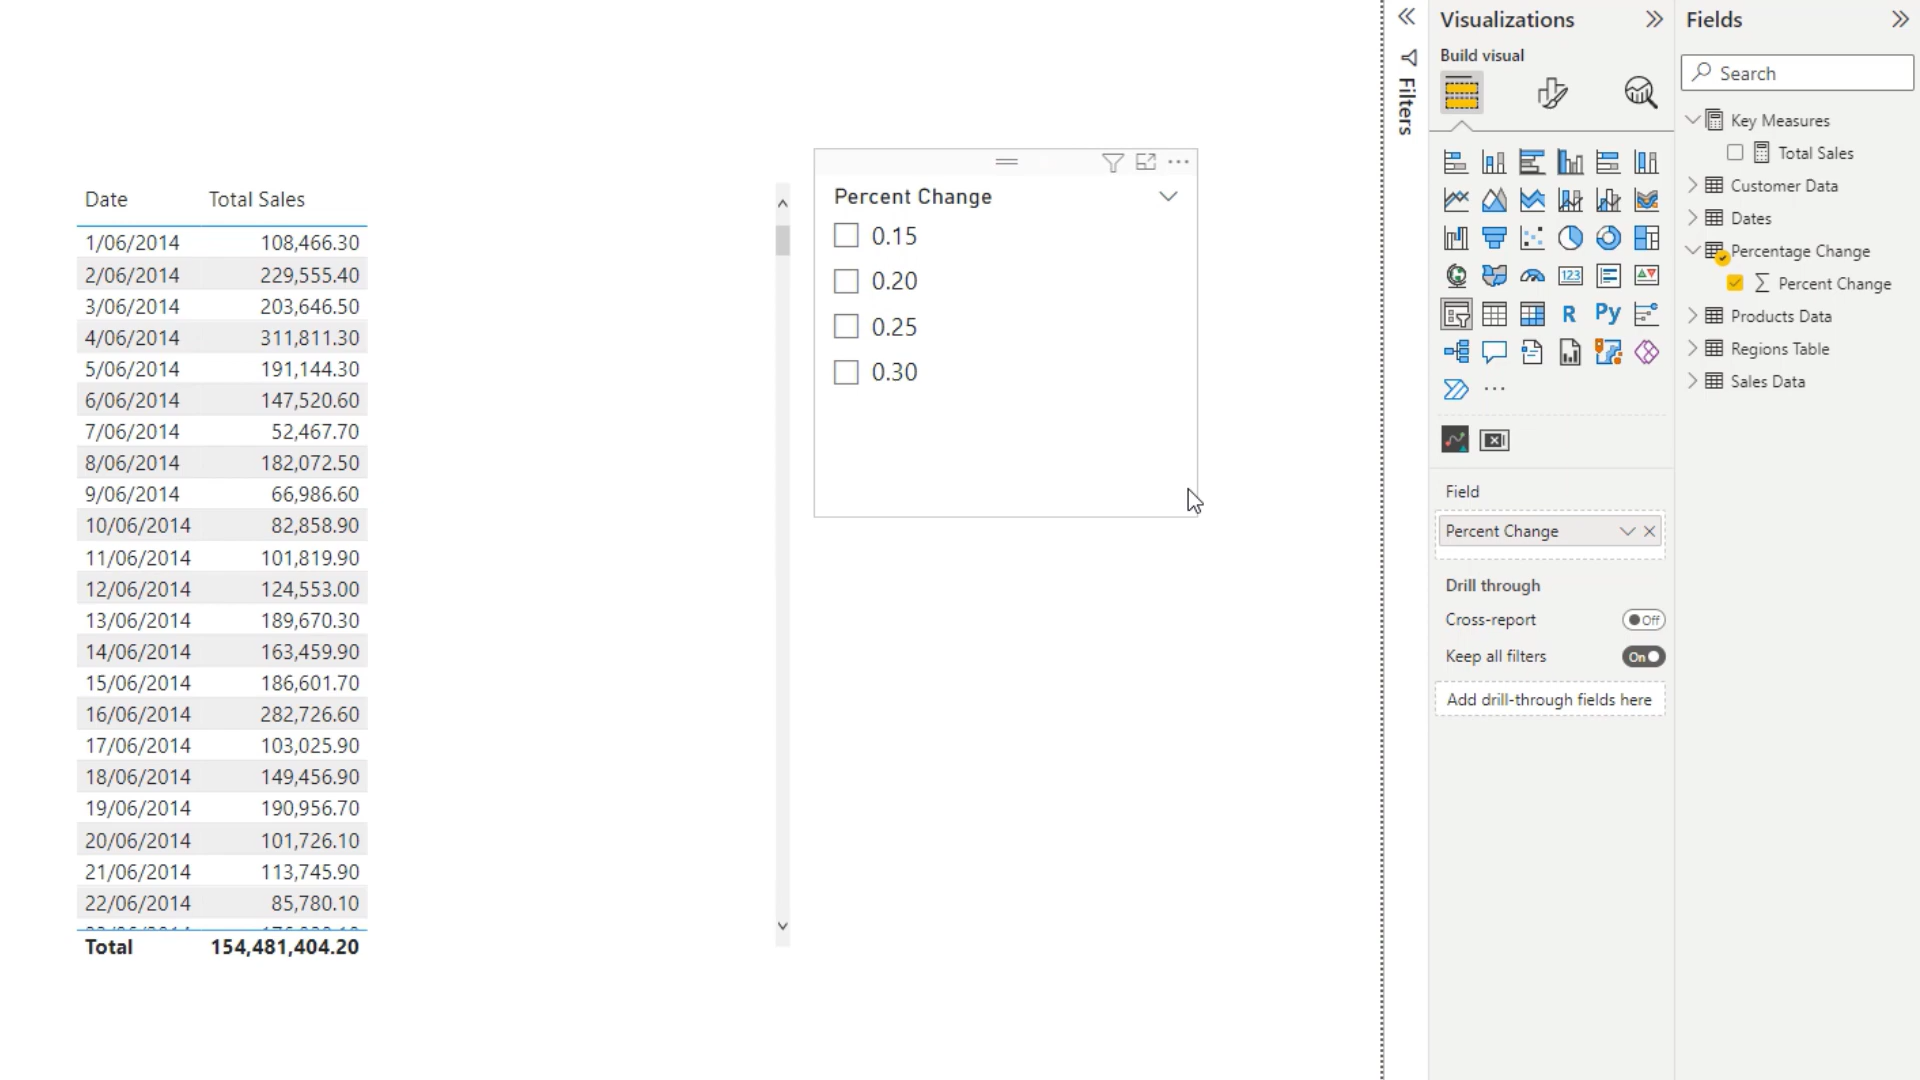 Date Total Sales
1/06/2014 108,466.30
2/06/2014 229,555.40
3/06/2014 203,646.50
4/06/2014 311,811.30
5/06/2014 191,144.30
6/06/2014 147,520.60
7/06/2014 52,467.70
8/06/2014 182,072.50
9/06/2014 66,986.60
10/06/2014 82,858.90
11/06/2014 101,819.90
12/06/2014 124,553.00
13/06/2014 189,670.30
14/06/2014 163,459.90
15/06/2014 186,601.70
16/06/2014 282,726.60
17/06/2014 103,025.90
18/06/2014 149,456.90
19/06/2014 190,956.70
20/06/2014 101,726.10
21/06/2014 113,745.90
22/06/2014 85,780.10
Total 154,481,404.20
Percent Change
0.15
0.20
0.25
0.30
Filters
Visualizations
Build visual
123
R Py
Field
Percent Change
Drill through
Cross-report Off
Keep all filters On
Add drill-through fields here
Fields
Search
Key Measures
Total Sales
Customer Data
Dates
Percentage Change
Percent Change
Products Data
Regions Table
Sales Data